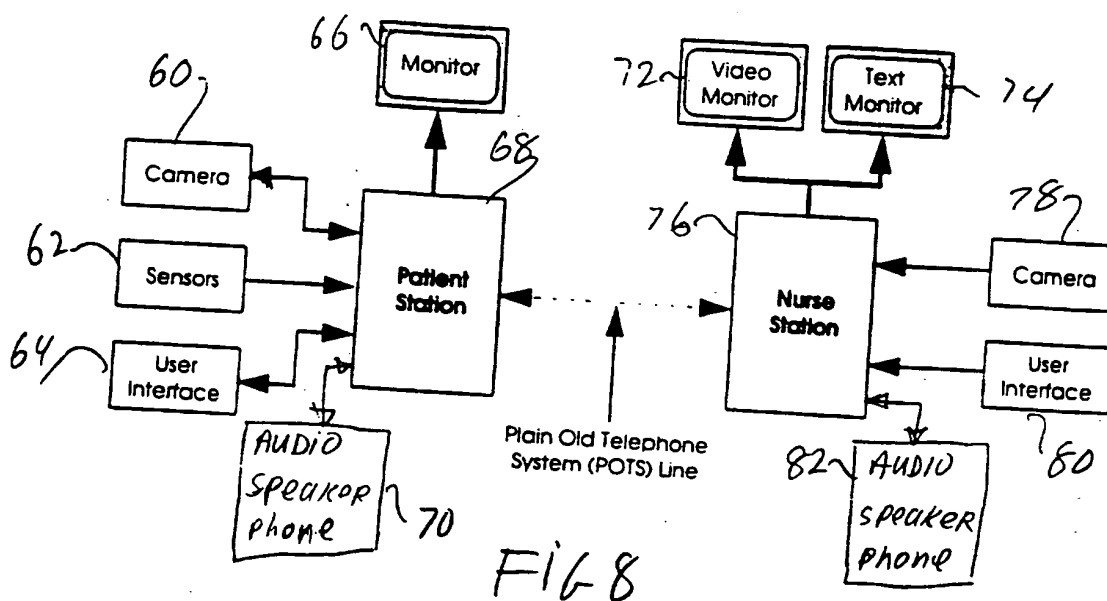 66
Monitor
60
Camera
68
62
Sensors
Patient
Station
64
User
Interface
AUDIO
SPEAKER
phone
70
Plain Old Telephone
System (POTS) Line
72
Video
Monitor
Text
Monitor
74
76
Nurse
Station
78
Camera
User
Interface
80
82
AUDIO
SPEAKER
phone
FIG 8